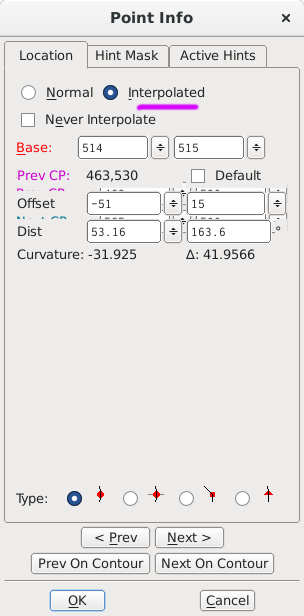 Point Info
Location Hint Mask Active Hints
Normal Interpolated
Never Interpolate
Base: 514 515
Prev CP: 463,530 Default
Offset -51 15
Dist 53.16 163.6 °
Curvature: -31.925 Δ: 41.9566
Type:
< Prev Next >
Prev On Contour Next On Contour
OK Cancel